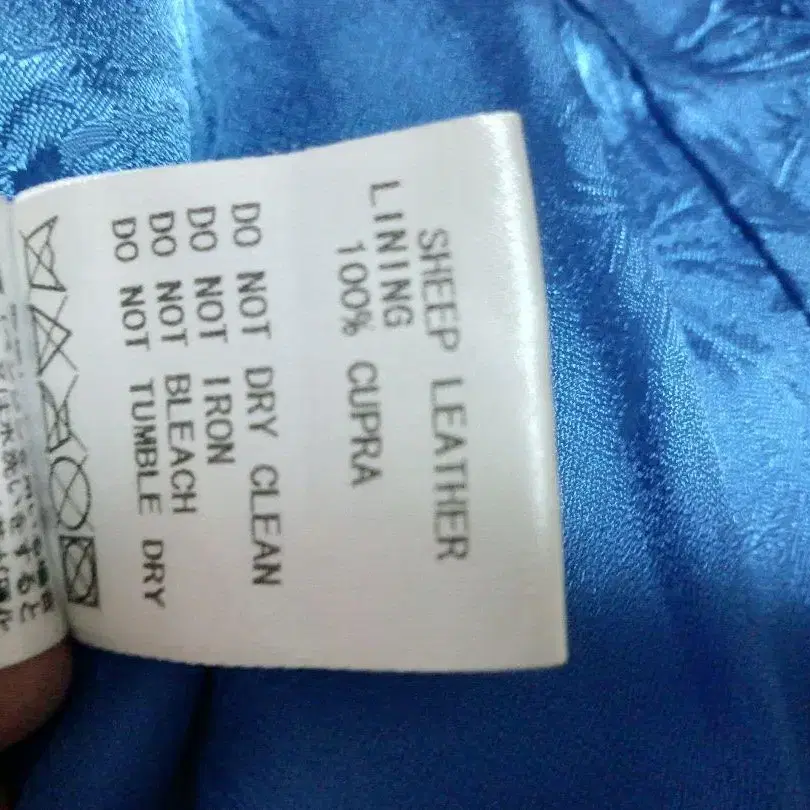 SHEEP LEATHER
LINING
100% CUPRA
DO NOT DRY CLEAN
DO NOT IRON
DO NOT BLEACH
DO NOT TUMBLE DRY